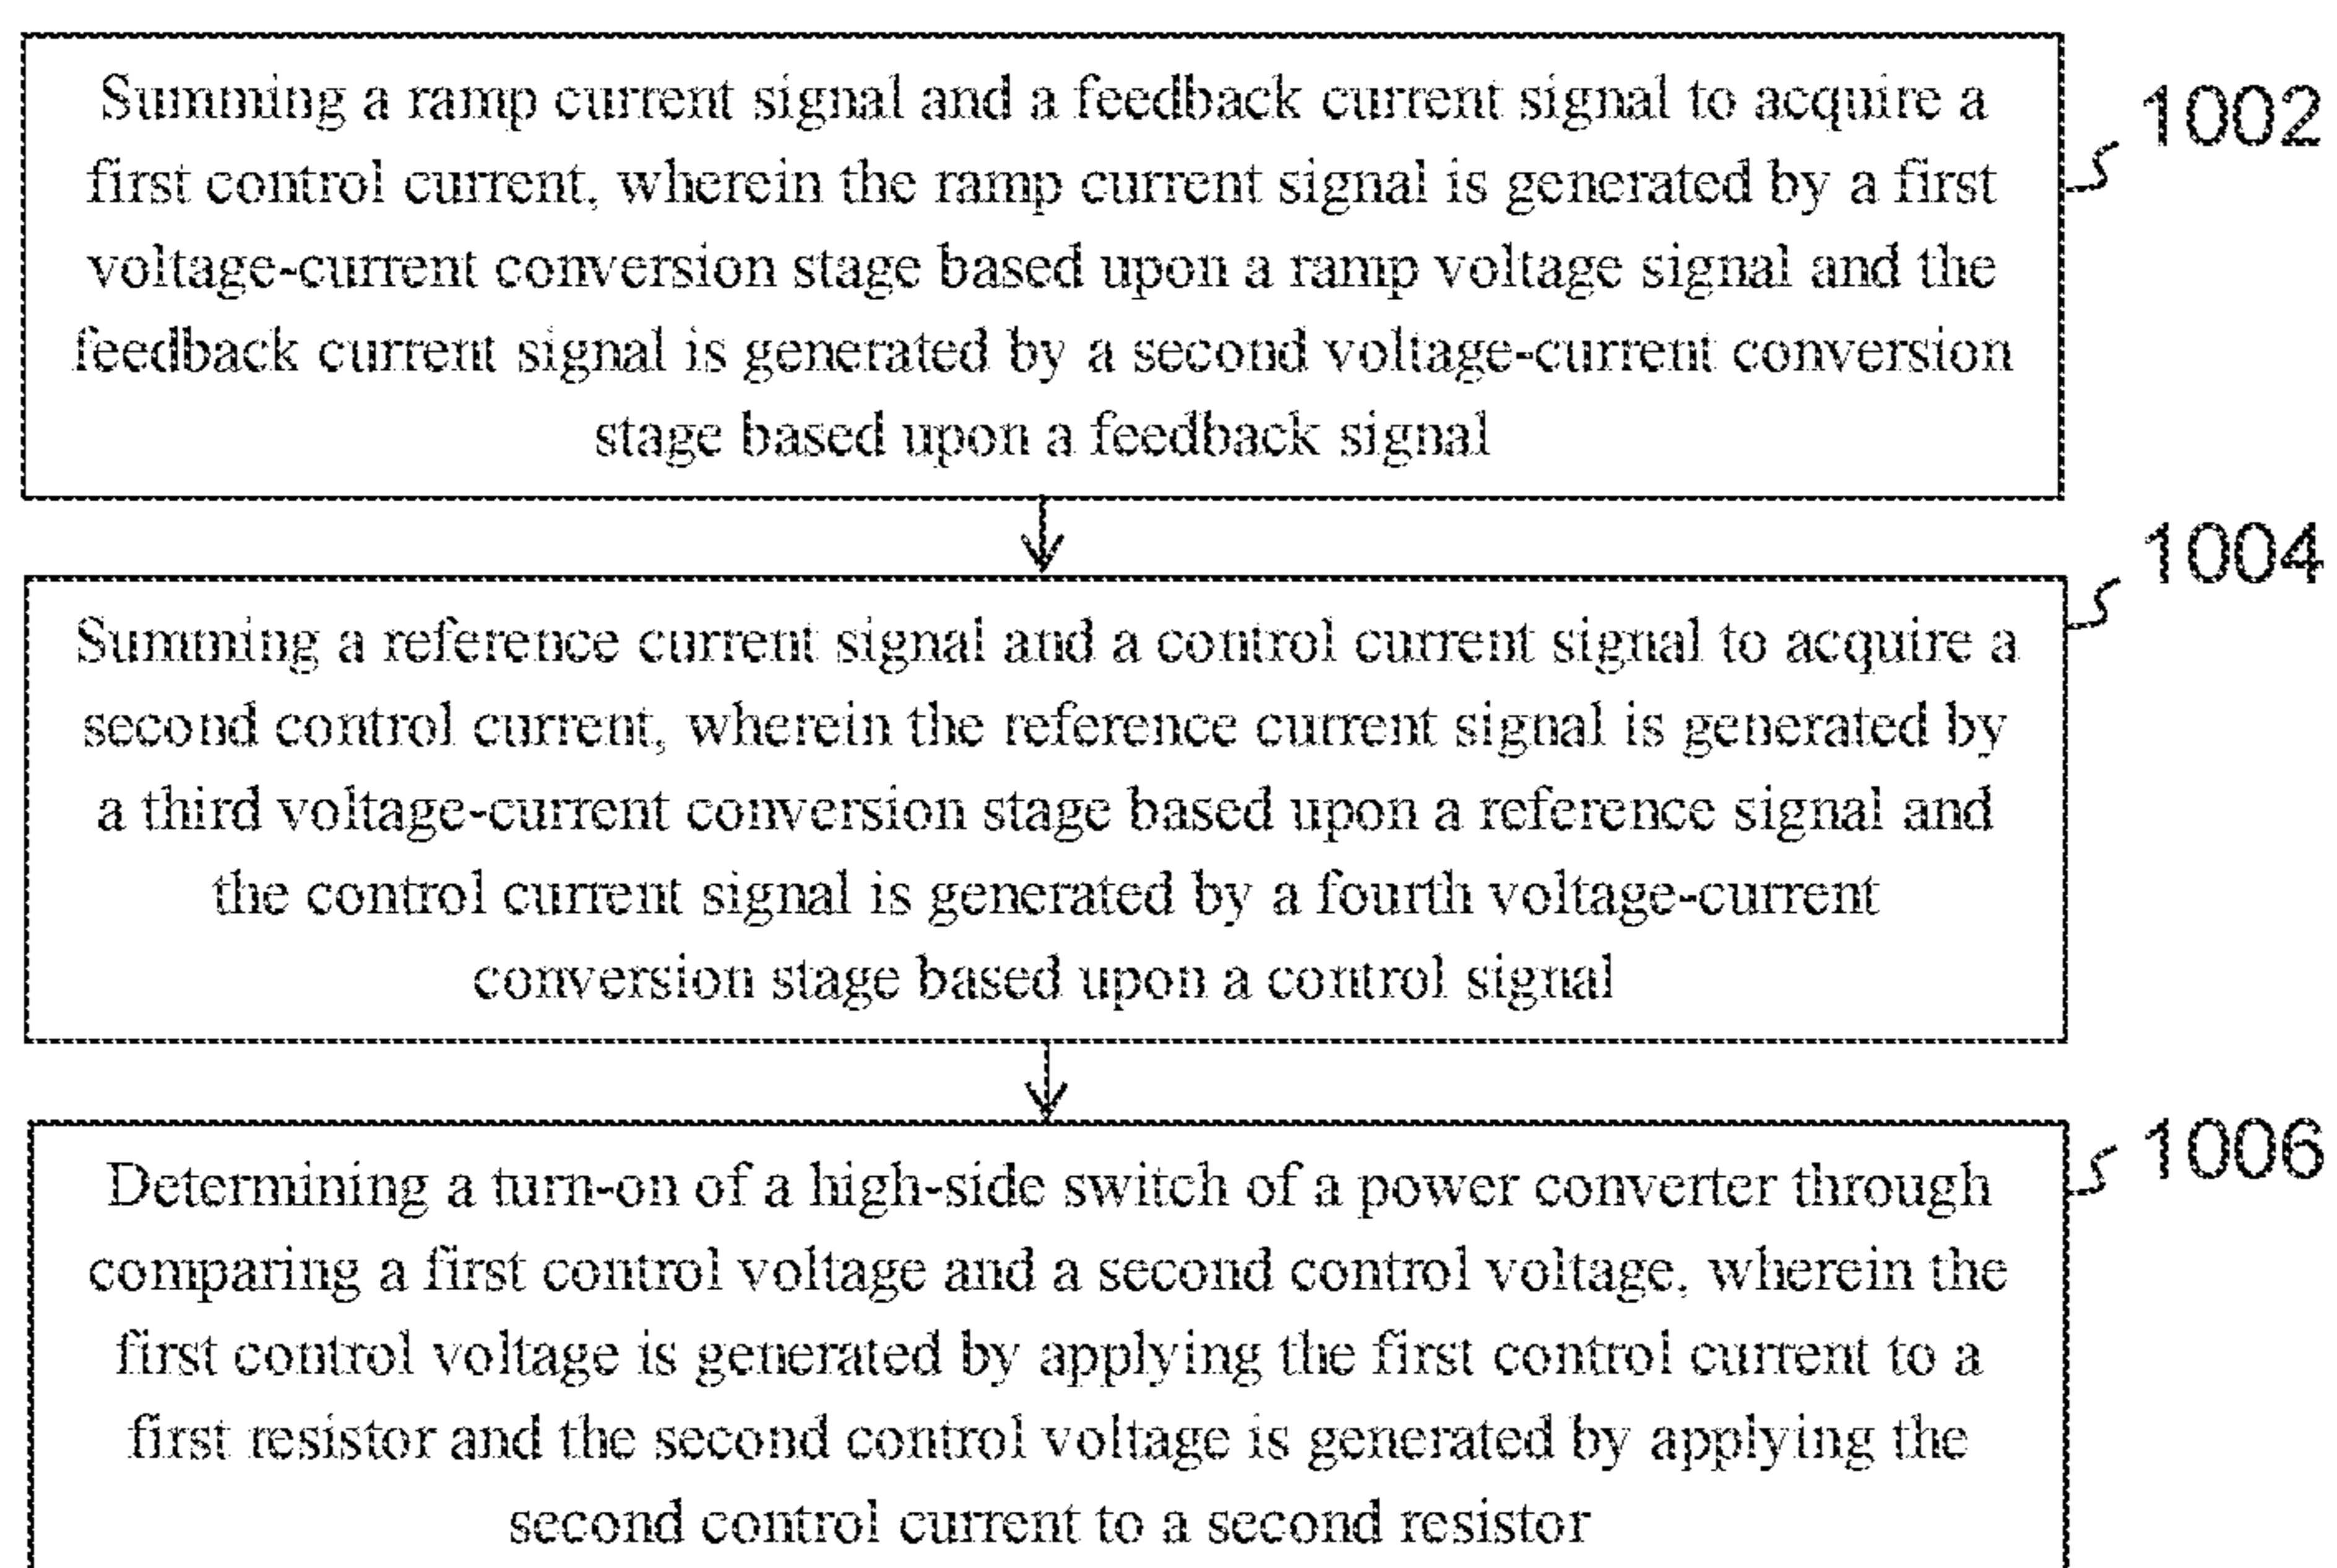 Summing a ramp current signal and a feedback current signal to acquire a
first control current, wherein the ramp current signal is generated by a first
voltage-current conversion stage based upon a ramp voltage signal and the
feedback current signal is generated by a second voltage-current conversion
stage based upon a feedback signal
1002
Summing a reference current signal and a control current signal to acquire a
second control current, wherein the reference current signal is generated by
a third voltage-current conversion stage based upon a reference signal and
the control current signal is generated by a fourth voltage-current
conversion stage based upon a control signal
1004
Determining a turn-on of a high-side switch of a power converter through
comparing a first control voltage and a second control voltage, wherein the
first control voltage is generated by applying the first control current to a
first resistor and the second control voltage is generated by applying the
second control current to a second resistor
1006